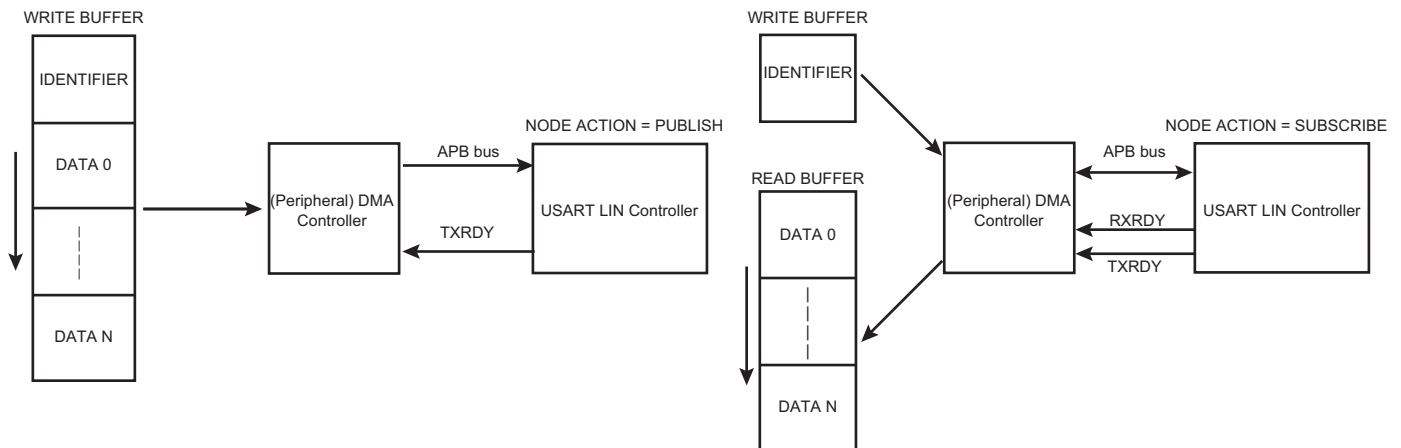 WRITE BUFFER
IDENTIFIER
DATA 0
DATA N
(Peripheral) DMA
Controller
APB bus
TXRDY
NODE ACTION = PUBLISH
USART LIN Controller
WRITE BUFFER
IDENTIFIER
READ BUFFER
DATA 0
DATA N
(Peripheral) DMA
Controller
APB bus
RXRDY
TXRDY
NODE ACTION = SUBSCRIBE
USART LIN Controller